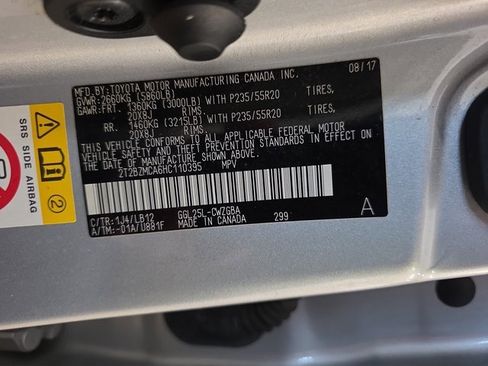 MFD.BY:TOYOTA MOTOR MANUFACTURING CANADA INC. 08/17
GVWR:2660KG (5860LB)
GAWR:FRT. 1360KG (3000LB) WITH P235/55R20 TIRES,
20X8J RIMS,
RR. 1460KG (3215LB) WITH P235/55R20 TIRES,
20X8J RIMS,
THIS VEHICLE CONFORMS TO ALL APPLICABLE FEDERAL MOTOR
VEHICLE SAFETY AND THEFT PREVENTION STANDARDS IN EFFECT
ON THE DATE OF MANUFACTURE SHOWN ABOVE.
2T2BZMCA6HC110395 MPV
C/TR:1J4/LB12 GGL25L-CWZGBA
A/TM:-01A/U881F MADE IN CANADA 299 A
SRS SIDE AIRBAG
2